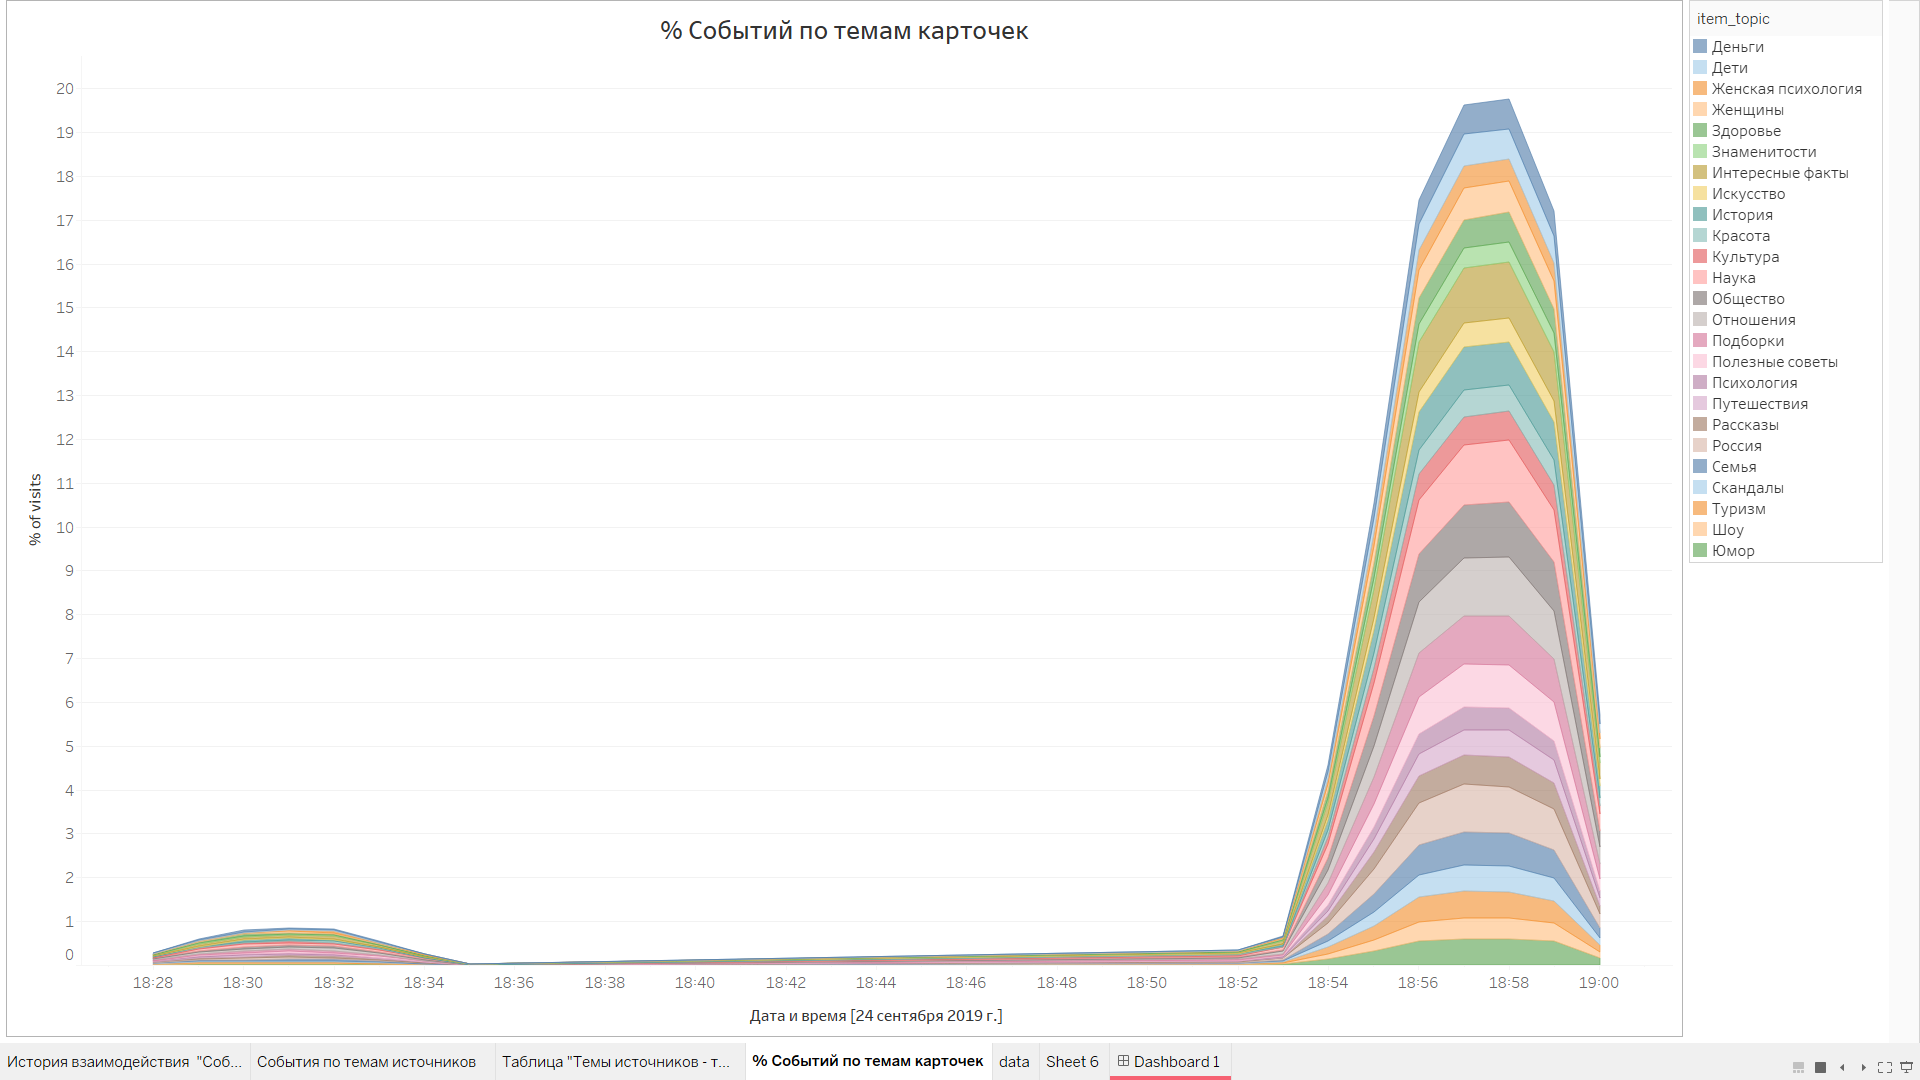 % Событий по темам карточек
20
19
18
17
16
15
14
13
12
11
10
9
8
7
6
5
4
3
2
1
0
% of visits
18:28 18:30 18:32 18:34 18:36 18:38 18:40 18:42 18:44 18:46 18:48 18:50 18:52 18:54 18:56 18:58 19:00
Дата и время [24 сентября 2019 г.]
item_topic
Деньги
Дети
Женская психология
Женщины
Здоровье
Знаменитости
Интересные факты
Искусство
История
Красота
Культура
Наука
Общество
Отношения
Подборки
Полезные советы
Психология
Путешествия
Рассказы
Россия
Семья
Скандалы
Туризм
Шоу
Юмор
История взаимодействия "Соб... События по темам источников Таблица "Темы источников - т... % Событий по темам карточек data Sheet 6 Dashboard 1